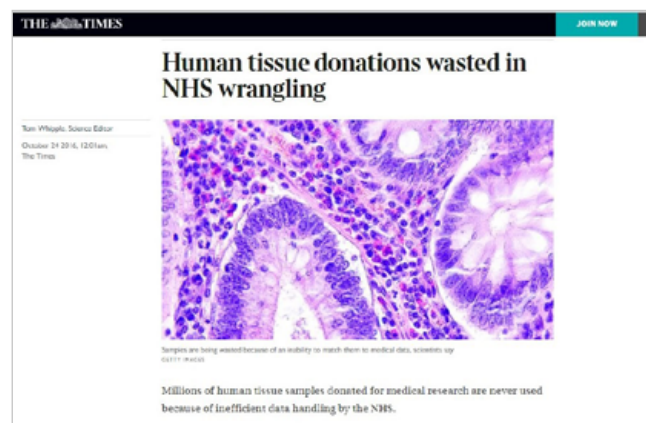 THE TIMES
JOIN NOW
Human tissue donations wasted in
NHS wrangling
Tom Whipple, Science Editor
October 24 2016, 12:01am,
The Times
Samples are being wasted because of an inability to match them to medical data, scientists say
GETTY IMAGES
Millions of human tissue samples donated for medical research are never used
because of inefficient data handling by the NHS.